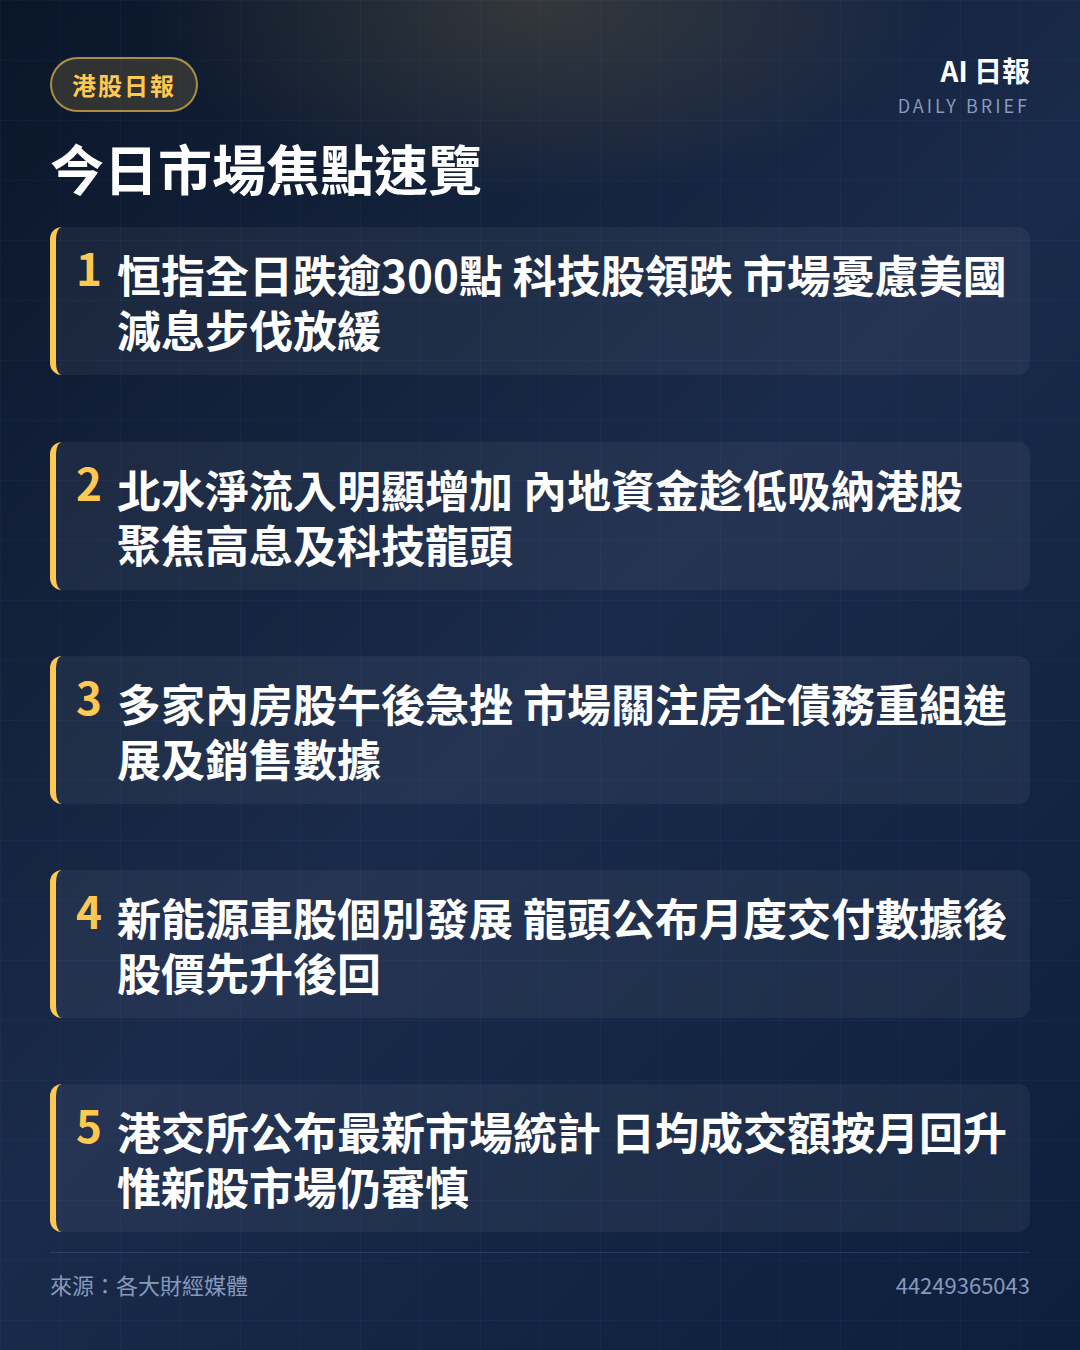 港股日報
AI 日報
DAILY BRIEF
今日市場焦點速覽
1 恒指全日跌逾300點 科技股領跌 市場憂慮美國
減息步伐放緩
2 北水淨流入明顯增加 內地資金趁低吸納港股
聚焦高息及科技龍頭
3 多家內房股午後急挫 市場關注房企債務重組進
展及銷售數據
4 新能源車股個別發展 龍頭公布月度交付數據後
股價先升後回
5 港交所公布最新市場統計 日均成交額按月回升
惟新股市場仍審慎
來源：各大財經媒體
44249365043